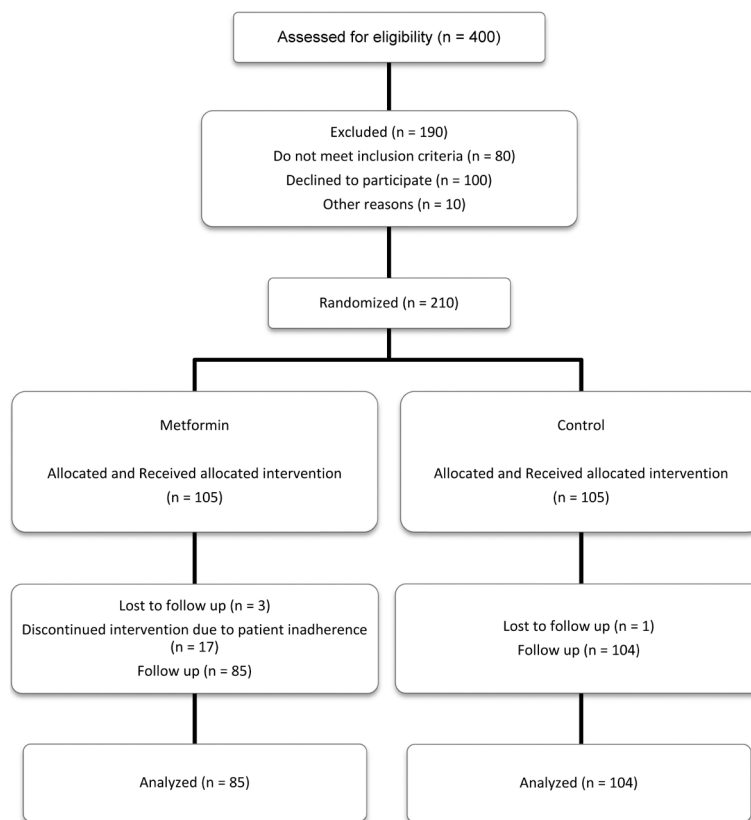 Assessed for eligibility (n = 400)
Excluded (n = 190)
Do not meet inclusion criteria (n = 80)
Declined to participate (n = 100)
Other reasons (n = 10)
Randomized (n = 210)
Metformin
Allocated and Received allocated intervention
(n = 105)
Control
Allocated and Received allocated intervention
(n = 105)
Lost to follow up (n = 3)
Discontinued intervention due to patient inadherence
(n = 17)
Follow up (n = 85)
Lost to follow up (n = 1)
Follow up (n = 104)
Analyzed (n = 85)
Analyzed (n = 104)